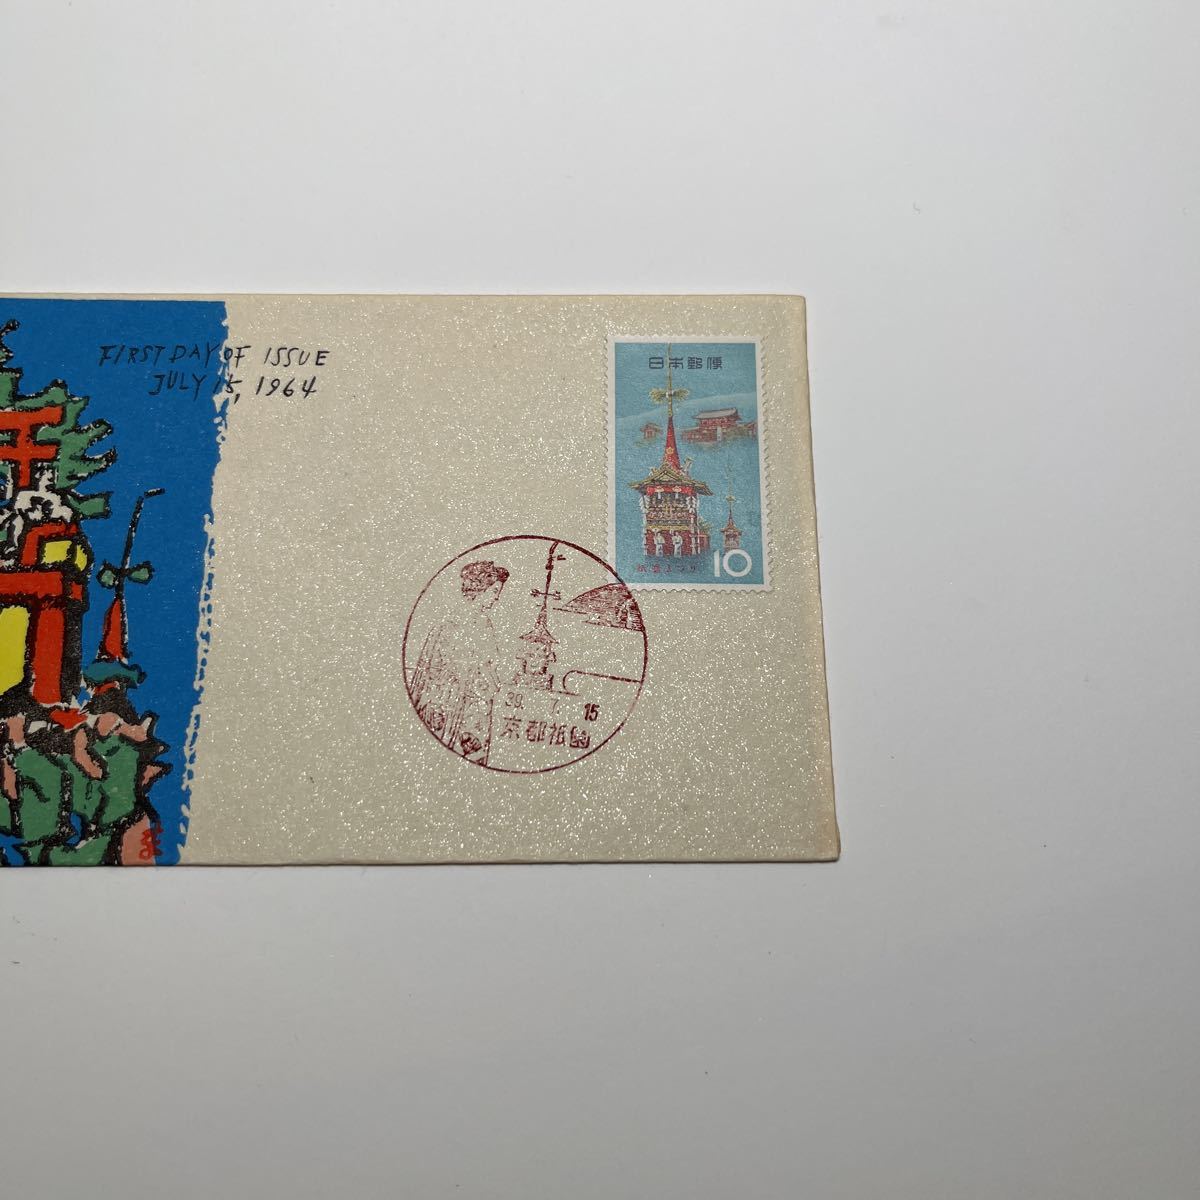 FIRST DAY OF ISSUE
JULY 15, 1964
日本郵便
祇園まつり
10
39. 7. 15
京都祇園